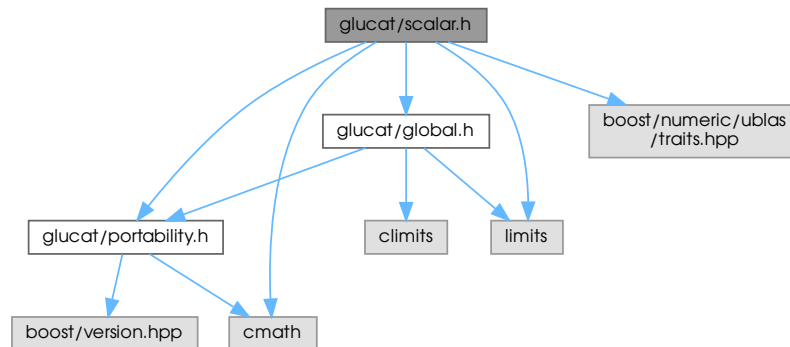 glucat/scalar.h
boost/numeric/ublas
/traits.hpp
glucat/global.h
glucat/portability.h
climits
limits
boost/version.hpp
cmath